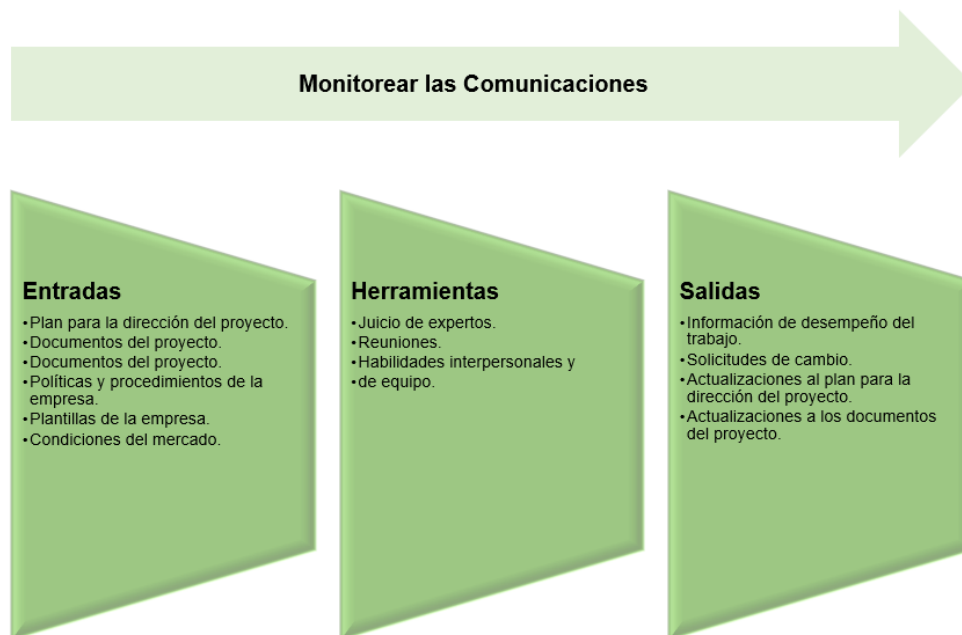 Monitorear las Comunicaciones
Entradas
•Plan para la dirección del proyecto.
•Documentos del proyecto.
•Documentos del proyecto.
•Políticas y procedimientos de la
empresa.
•Plantillas de la empresa.
•Condiciones del mercado.
Herramientas
•Juicio de expertos.
•Reuniones.
•Habilidades interpersonales y
•de equipo.
Salidas
•Información de desempeño del
trabajo.
•Solicitudes de cambio.
•Actualizaciones al plan para la
dirección del proyecto.
•Actualizaciones a los documentos
del proyecto.